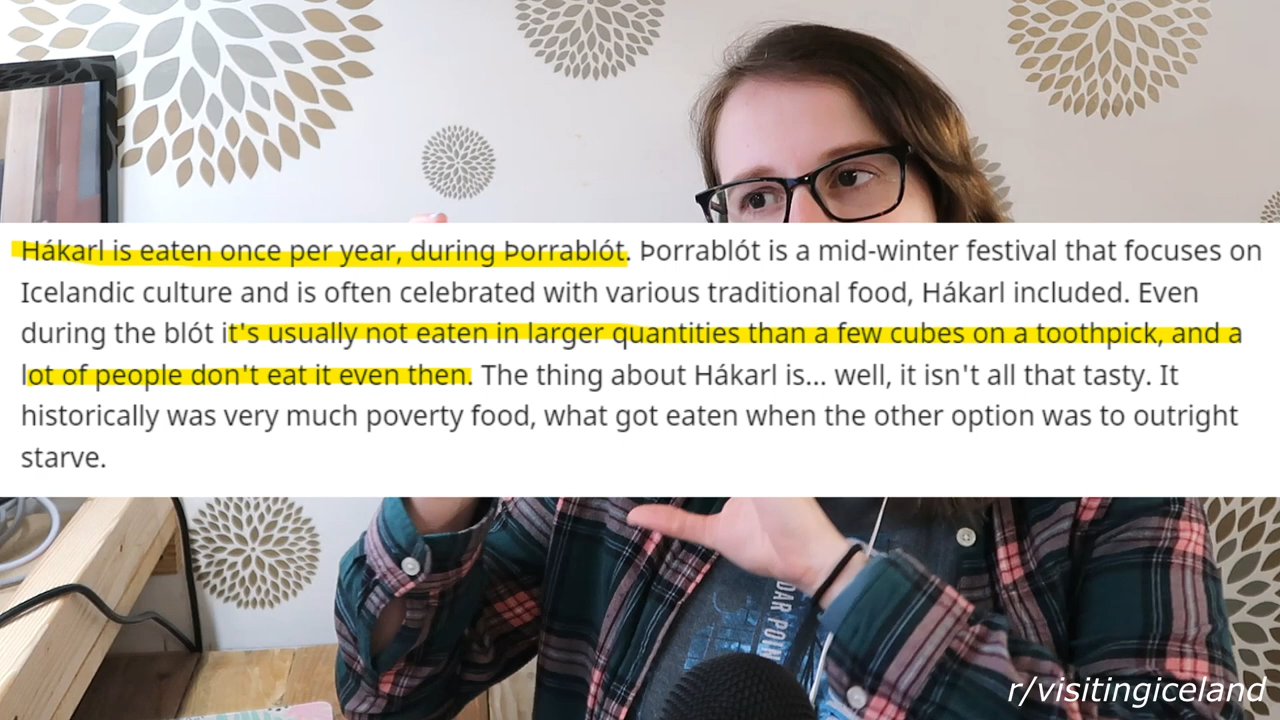 Hákarl is eaten once per year, during Þorrablót. Þorrablót is a mid-winter festival that focuses on
Icelandic culture and is often celebrated with various traditional food, Hákarl included. Even
during the blót it's usually not eaten in larger quantities than a few cubes on a toothpick, and a
lot of people don't eat it even then. The thing about Hákarl is... well, it isn't all that tasty. It
historically was very much poverty food, what got eaten when the other option was to outright
starve.
DAR POIN
r/visitingiceland